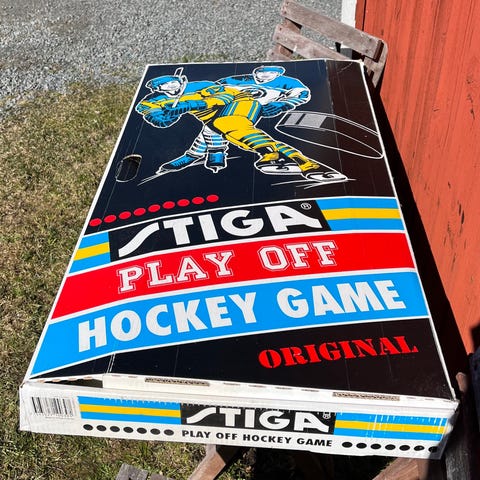 STIGA®
PLAY OFF
HOCKEY GAME
ORIGINAL
STIGA®
PLAY OFF HOCKEY GAME